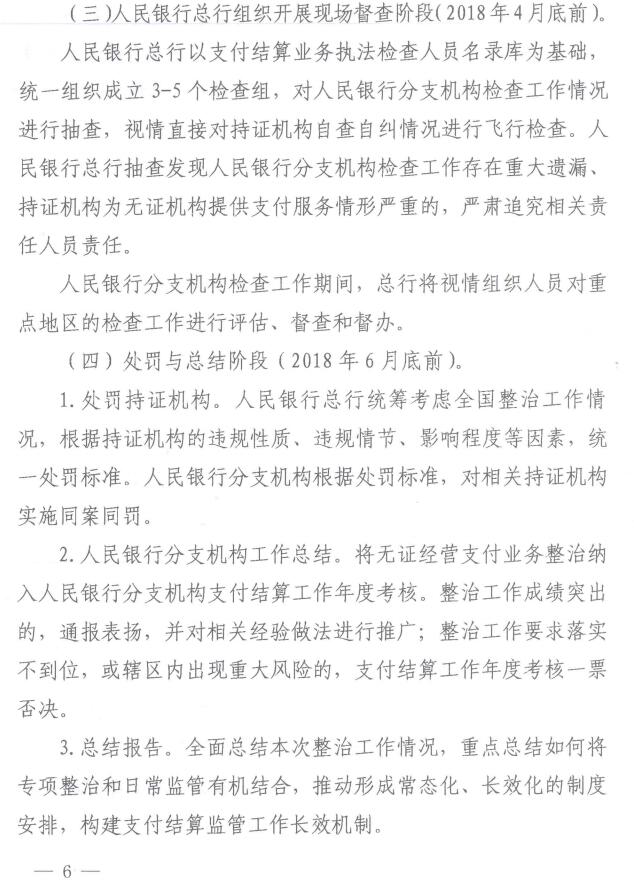 (三)人民银行总行组织开展现场督查阶段(2018年4月底前)。
人民银行总行以支付结算业务执法检查人员名录库为基础,
统一组织成立 3-5 个检查组,对人民银行分支机构检查工作情况
进行抽查,视情直接对持证机构自查自纠情况进行飞行检查。人
民银行总行抽查发现人民银行分支机构检查工作存在重大遗漏、
持证机构为无证机构提供支付服务情形严重的,严肃追究相关责
任人员责任。
人民银行分支机构检查工作期间,总行将视情组织人员对重
点地区的检查工作进行评估、督查和督办。
(四)处罚与总结阶段(2018 年 6 月底前)。
1.处罚持证机构。人民银行总行统筹考虑全国整治工作情
况,根据持证机构的违规性质、违规情节、影响程度等因素,统
一处罚标准。人民银行分支机构根据处罚标准,对相关持证机构
实施同案同罚。
2.人民银行分支机构工作总结。将无证经营支付业务整治纳
入人民银行分支机构支付结算工作年度考核。整治工作成绩突出
的,通报表扬,并对相关经验做法进行推广;整治工作要求落实
不到位,或辖区内出现重大风险的,支付结算工作年度考核一票
否决。
3.总结报告。全面总结本次整治工作情况,重点总结如何将
专项整治和日常监管有机结合,推动形成常态化、长效化的制度
安排,构建支付结算监管工作长效机制。
— 6 —